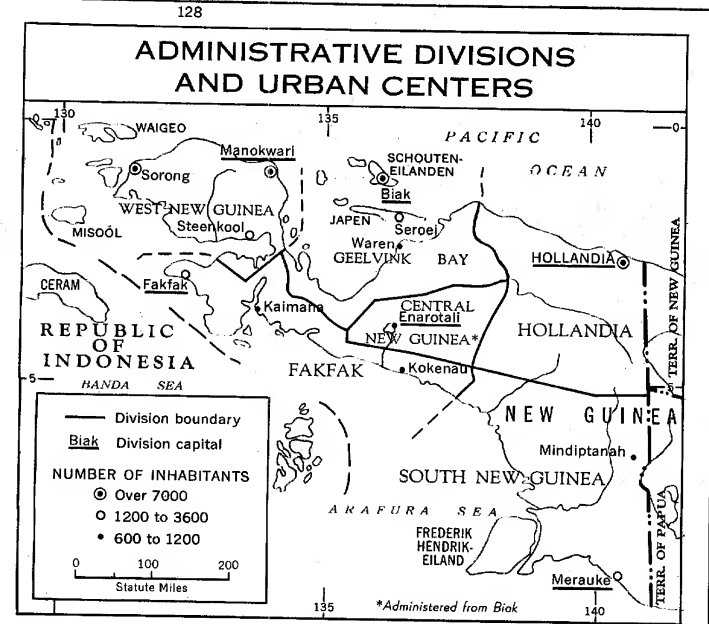 128
ADMINISTRATIVE DIVISIONS
AND URBAN CENTERS
130
135
140
0
PACIFIC
OCEAN
WAIGEO
Manokwari
SCHOUTEN-
EILANDEN
Sorong
Biak
WEST NEW GUINEA
JAPEN
Seroei
Steenkool
MISOÖL
Waren
GEELVINK BAY
HOLLANDIA
TERR. OF NEW GUINEA
CERAM
Fakfak
Kaimana
CENTRAL
Enarotali
NEW GUINEA*
HOLLANDIA
REPUBLIC
OF
INDONESIA
FAKFAK
Kokenau
5
5
BANDA SEA
NEW GUINEA
Division boundary
Biak Division capital
NUMBER OF INHABITANTS
Over 7000
1200 to 3600
600 to 1200
0 100 200
Statute Miles
Mindiptanah
SOUTH NEW GUINEA
ARAFURA SEA
FREDERIK
HENDRIK-
EILAND
Merauke
TERR. OF PAPUA
135
140
*Administered from Biak